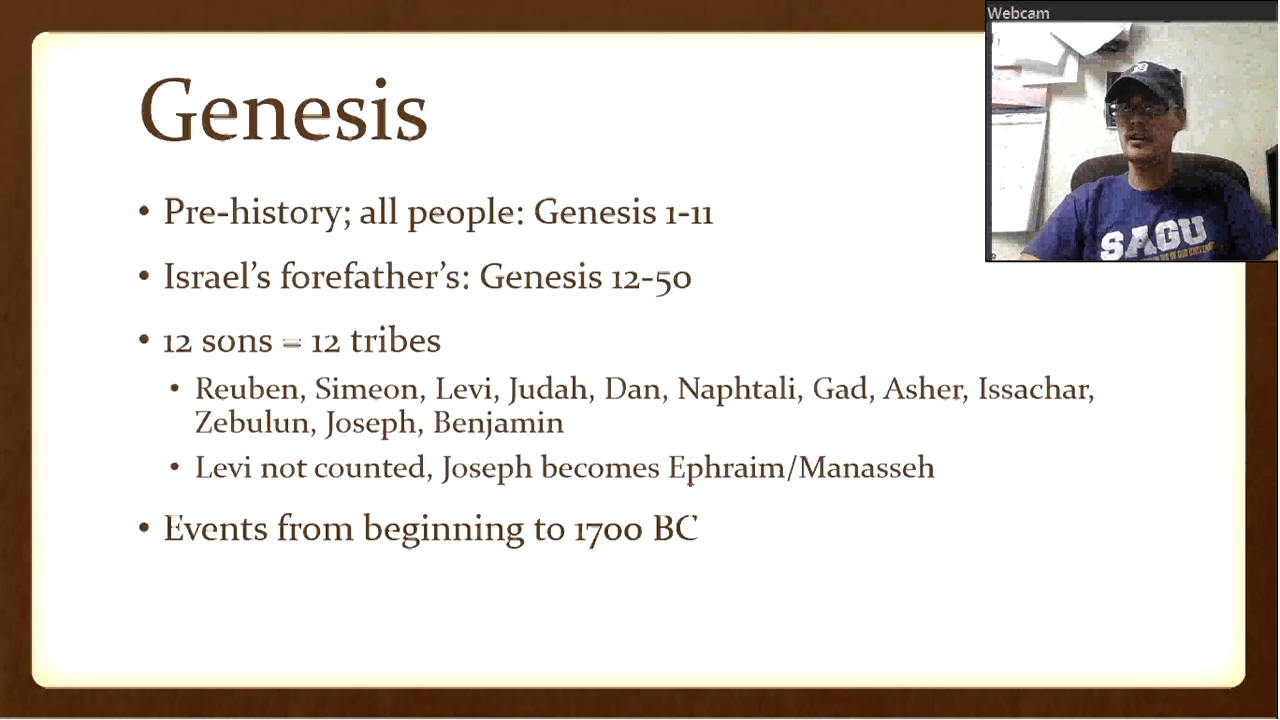 Webcam
Genesis
• Pre-history; all people: Genesis 1-11
• Israel’s forefather’s: Genesis 12-50
• 12 sons = 12 tribes
• Reuben, Simeon, Levi, Judah, Dan, Naphtali, Gad, Asher, Issachar,
Zebulun, Joseph, Benjamin
• Levi not counted, Joseph becomes Ephraim/Manasseh
• Events from beginning to 1700 BC
SAGU